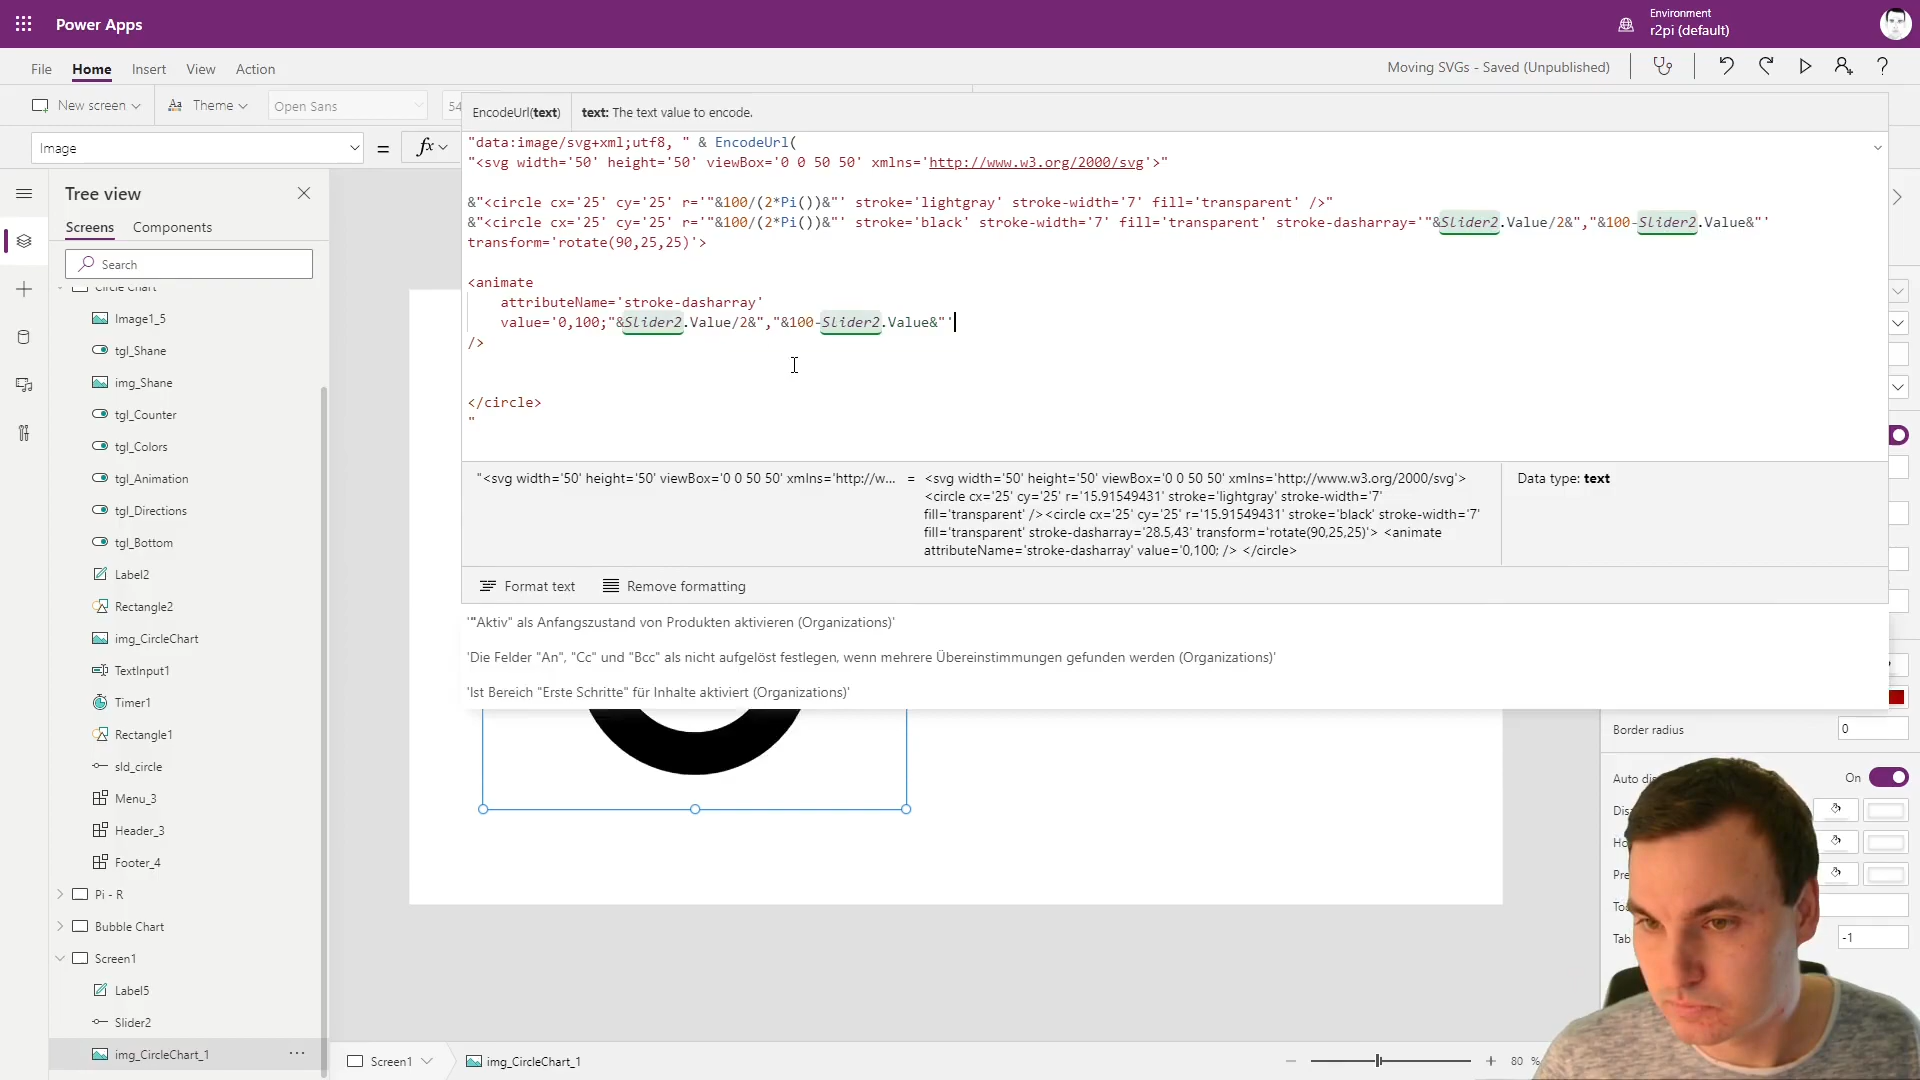 Power Apps
Environment
r2pi (default)
File
Home
Insert
View
Action
Moving SVGs - Saved (Unpublished)
New screen
Theme
Open Sans
54
EncodeUrl(text)
text: The text value to encode.
Image
=
fx
"data:image/svg+xml;utf8, " & EncodeUrl(
"<svg width='50' height='50' viewBox='0 0 50 50' xmlns='http://www.w3.org/2000/svg'>"
&"<circle cx='25' cy='25' r='"&100/(2*Pi())&"' stroke='lightgray' stroke-width='7' fill='transparent' />"
&"<circle cx='25' cy='25' r='"&100/(2*Pi())&"' stroke='black' stroke-width='7' fill='transparent' stroke-dasharray='"&Slider2.Value/2&","&100-Slider2.Value&"'
transform='rotate(90,25,25)'>
<animate
attributeName='stroke-dasharray'
value='0,100;"&Slider2.Value/2&","&100-Slider2.Value&"'
/>
</circle>
"
"<svg width='50' height='50' viewBox='0 0 50 50' xmlns='http://w... = <svg width='50' height='50' viewBox='0 0 50 50' xmlns='http://www.w3.org/2000/svg'>
<circle cx='25' cy='25' r='15.91549431' stroke='lightgray' stroke-width='7'
fill='transparent' /><circle cx='25' cy='25' r='15.91549431' stroke='black' stroke-width='7'
fill='transparent' stroke-dasharray='28.5,43' transform='rotate(90,25,25)'> <animate
attributeName='stroke-dasharray' value='0,100; /> </circle>
Data type: text
Format text
Remove formatting
'"Aktiv" als Anfangszustand von Produkten aktivieren (Organizations)'
'Die Felder "An", "Cc" und "Bcc" als nicht aufgelöst festlegen, wenn mehrere Übereinstimmungen gefunden werden (Organizations)'
'Ist Bereich "Erste Schritte" für Inhalte aktiviert (Organizations)'
Tree view
Screens
Components
Search
Circle Chart
Image1_5
tgl_Shane
img_Shane
tgl_Counter
tgl_Colors
tgl_Animation
tgl_Directions
tgl_Bottom
Label2
Rectangle2
img_CircleChart
TextInput1
Timer1
Rectangle1
sld_circle
Menu_3
Header_3
Footer_4
Pi - R
Bubble Chart
Screen1
Label5
Slider2
img_CircleChart_1
Border radius
0
On
-1
Screen1
img_CircleChart_1
80 %